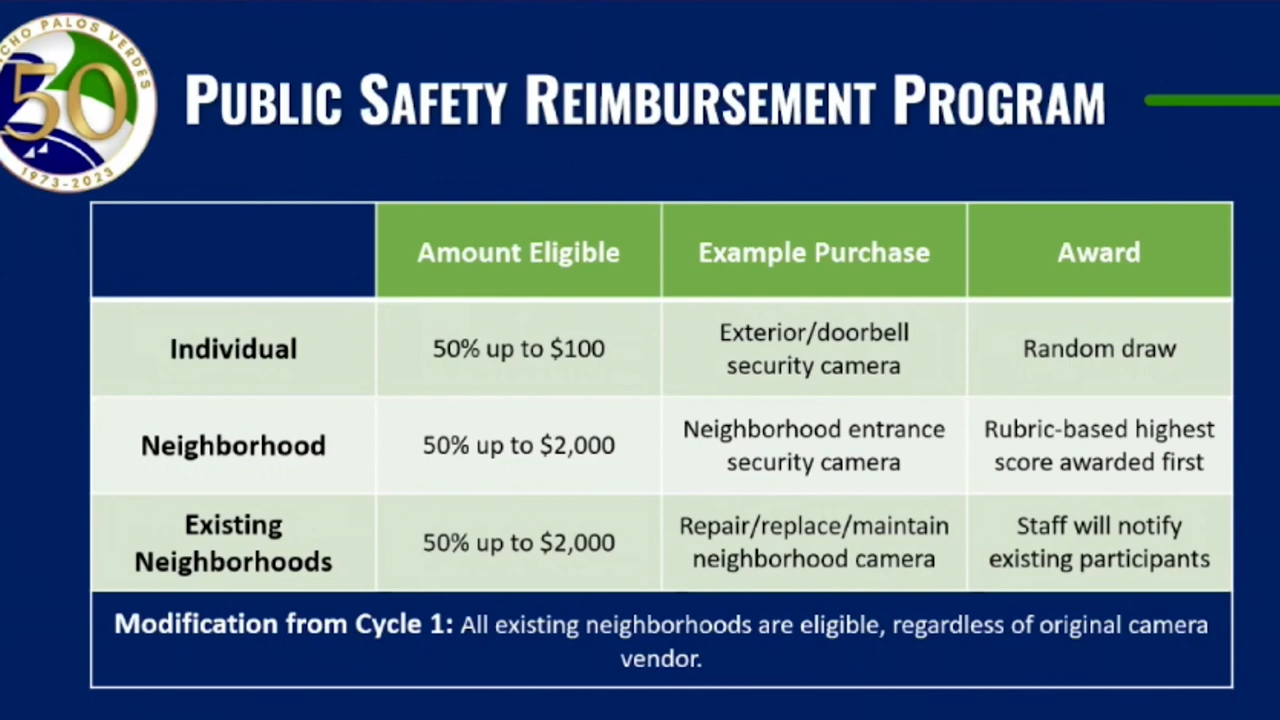 CHO PALOS VERDES
50
1973-2023
PUBLIC SAFETY REIMBURSEMENT PROGRAM
Amount Eligible
Example Purchase
Award
Individual
50% up to $100
Exterior/doorbell
security camera
Random draw
Neighborhood
50% up to $2,000
Neighborhood entrance
security camera
Rubric-based highest
score awarded first
Existing
Neighborhoods
50% up to $2,000
Repair/replace/maintain
neighborhood camera
Staff will notify
existing participants
Modification from Cycle 1: All existing neighborhoods are eligible, regardless of original camera
vendor.